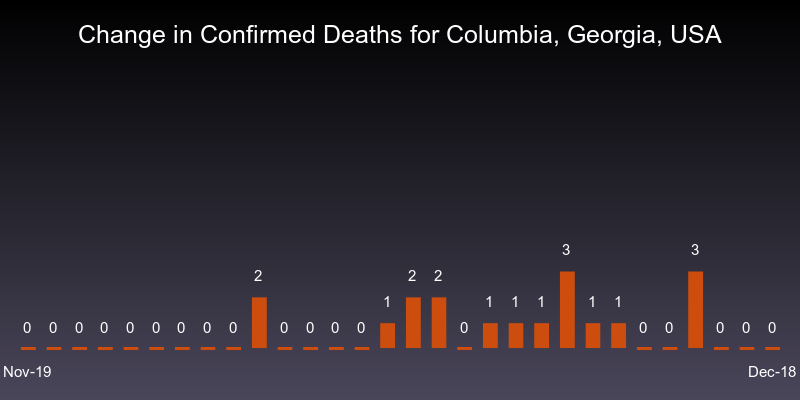 Change in Confirmed Deaths for Columbia, Georgia, USA
3 3
2 2 2
1 1 1 1 1 1
0 0 0 0 0 0 0 0 0 0 0 0 0 0 0 0 0 0 0
Nov-19 Dec-18